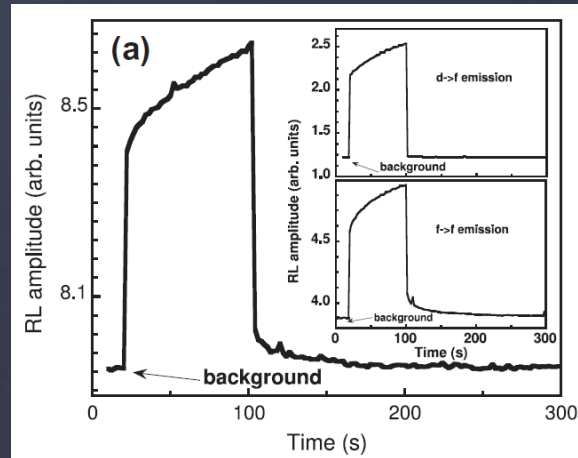 (a)
RL amplitude (arb. units)
8.5
8.1
background
0 100 200 300
Time (s)
RL amplitude (arb. units)
2.5
2.0
1.5
1.0
d->f emission
background
4.5
4.0
f->f emission
background
0 100 200 300
Time (s)